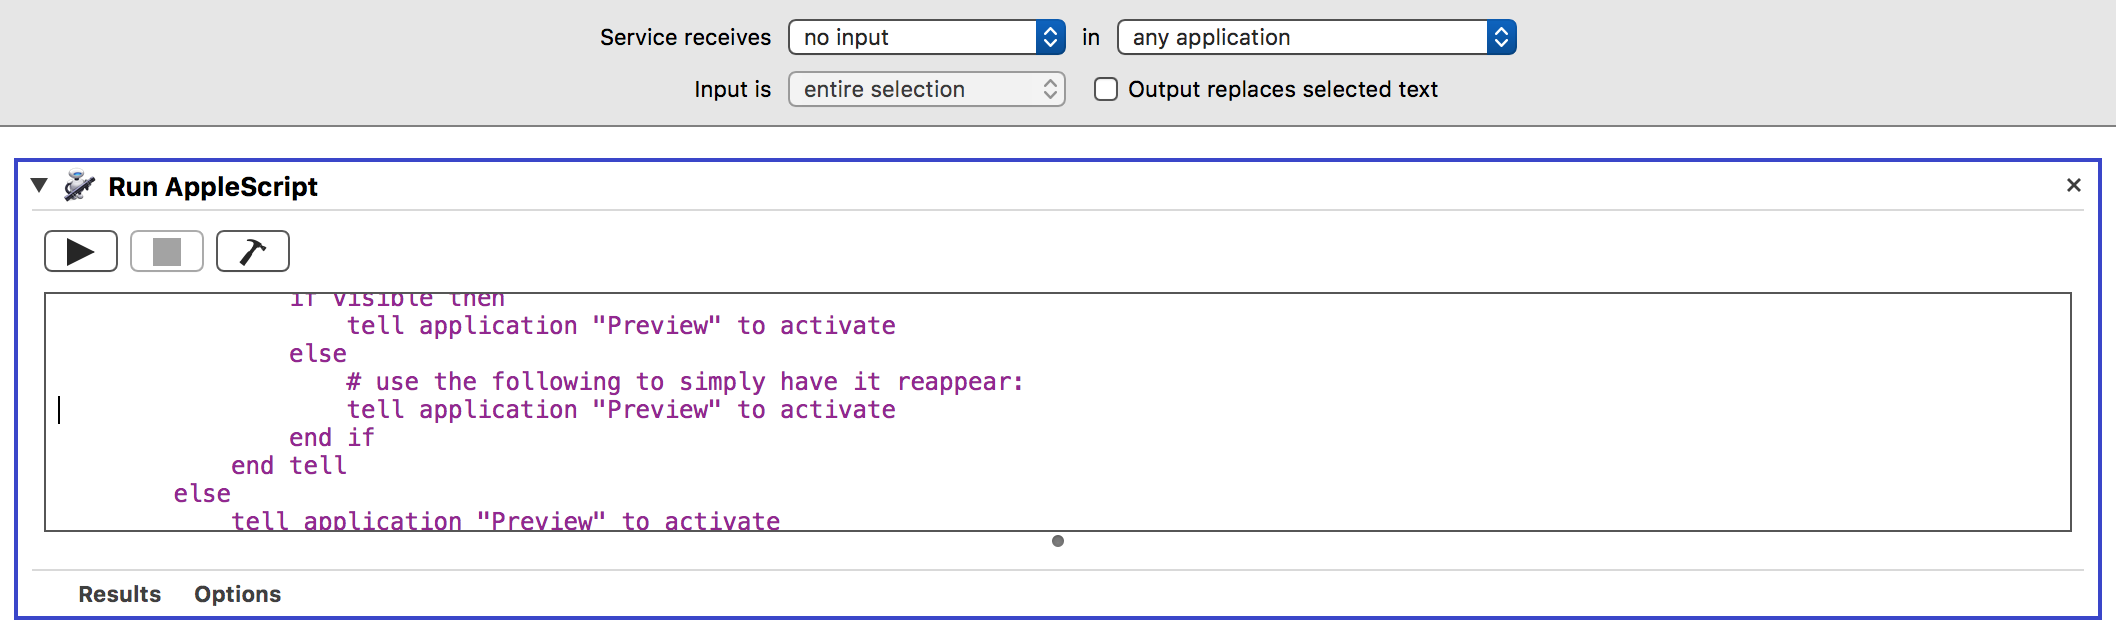 Service receives no input in any application
Input is entire selection Output replaces selected text
Run AppleScript
if visible then
tell application "Preview" to activate
else
# use the following to simply have it reappear:
tell application "Preview" to activate
end if
end tell
else
tell application "Preview" to activate
Results Options